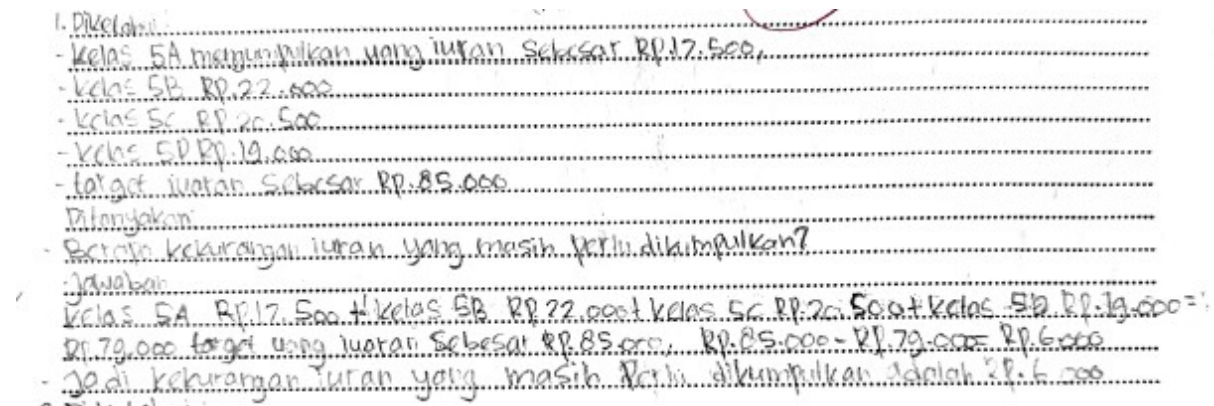 1. Diketahui:
- Kelas 5A mengumpulkan uang iuran sebesar RP.17.500,
- Kelas 5B RP.22.000
- Kelas 5C RP.20.500
- Kelas 5D RP.19.000
- target iuaran sebesar RP.85.000
Ditanyakan:
- Berapa kekurangan iuran yang masih perlu dikumpulkan?
- Jawaban
Kelas 5A RP.17.500 + Kelas 5B RP.22.000 + kelas 5C RP.20.500 + kelas 5D RP.19.000 =
RP.79.000 target uang iuaran sebesar RP.85.000, RP.85.000 - RP.79.000 = RP.6.000
- Jadi kekurangan iuran yang masih Perlu dikumpulkan adalah RP.6.000